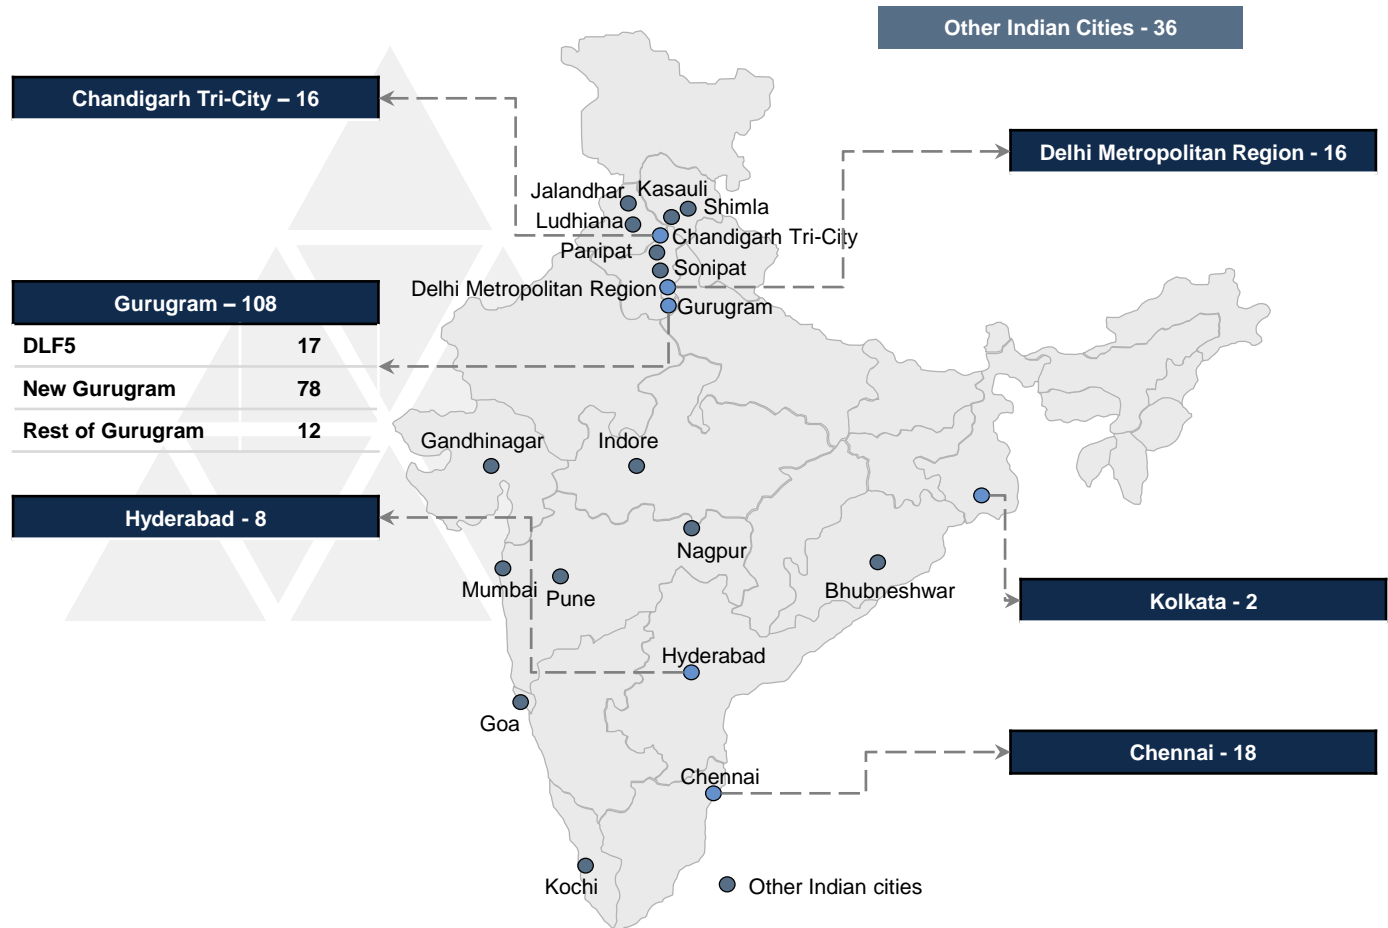 Other Indian Cities - 36
Chandigarh Tri-City – 16
Delhi Metropolitan Region - 16
Jalandhar
Kasauli
Shimla
Ludhiana
Chandigarh Tri-City
Panipat
Sonipat
Delhi Metropolitan Region
Gurugram
Gurugram – 108
DLF5 17
New Gurugram 78
Rest of Gurugram 12
Gandhinagar
Indore
Hyderabad - 8
Nagpur
Mumbai
Pune
Bhubneshwar
Kolkata - 2
Hyderabad
Goa
Chennai - 18
Chennai
Kochi
Other Indian cities